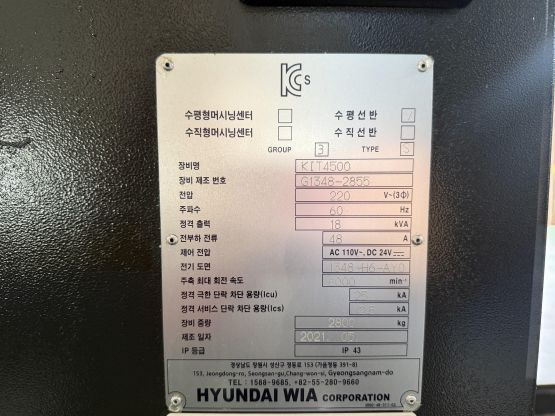 KCs
수평형머시닝센터 수평선반
수직형머시닝센터 수직선반
GROUP 3 TYPE S
장비명 KIT4500
장비 제조 번호 G1348-2855
전압 220 V~(3Φ)
주파수 60 Hz
정격 출력 18 kVA
전부하 전류 48 A
제어 전압 AC 110V~, DC 24V
전기 도면 1348-H6-AY0
주축 최대 회전 속도 6000 min⁻¹
정격 극한 단락 차단 용량(Icu) kA
정격 서비스 단락 차단 용량(Ics) kA
장비 중량 2800 kg
제조 일자 2021. 05
IP 등급 IP 43
경상남도 창원시 성산구 정동로 153 (가음정동 391-8)
153, Jeongdong-ro, Seongsan-gu, Chang-won-si, Gyeongsangnam-do
TEL : 1588-9685, +82-55-280-9660
HYUNDAI WIA CORPORATION